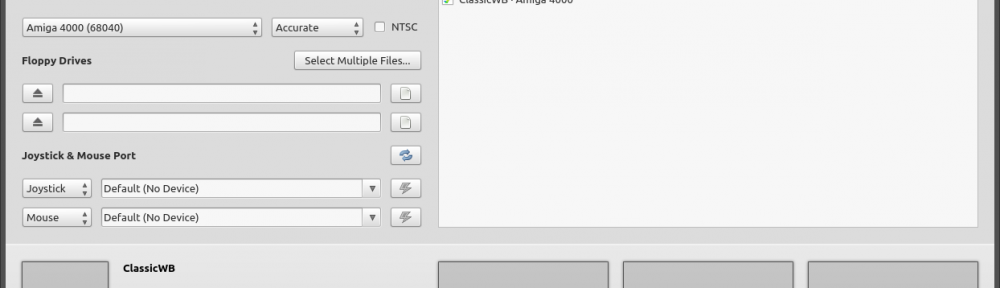 ClassicWB · Amiga 4000
Amiga 4000 (68040) Accurate NTSC
Floppy Drives Select Multiple Files...
Joystick & Mouse Port
Joystick Default (No Device)
Mouse Default (No Device)
ClassicWB